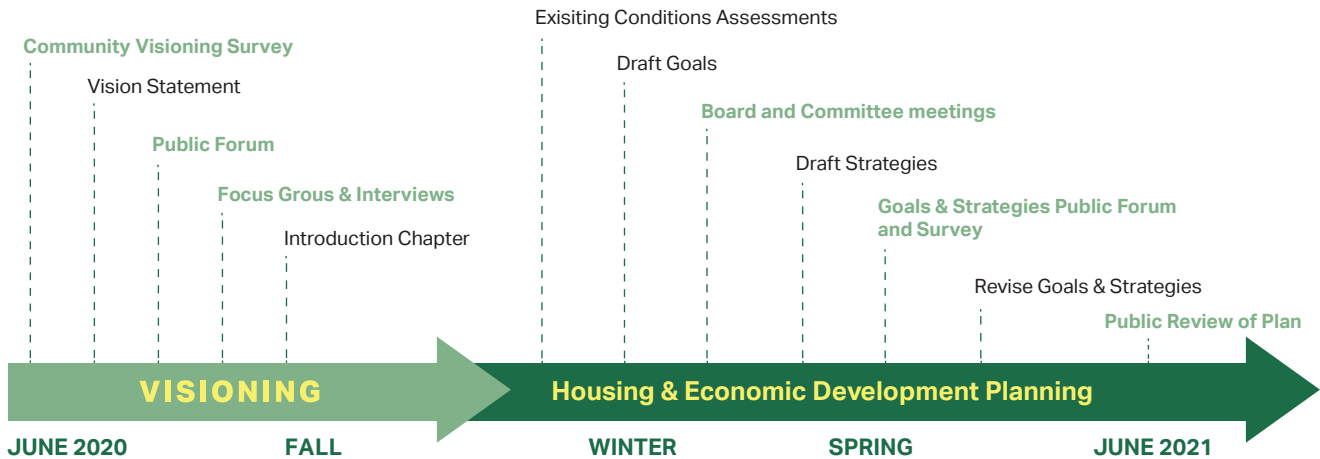 Exisiting Conditions Assessments
Community Visioning Survey
Draft Goals
Vision Statement
Board and Committee meetings
Public Forum
Draft Strategies
Focus Grous & Interviews
Goals & Strategies Public Forum
and Survey
Introduction Chapter
Revise Goals & Strategies
Public Review of Plan
VISIONING
Housing & Economic Development Planning
JUNE 2020
FALL
WINTER
SPRING
JUNE 2021